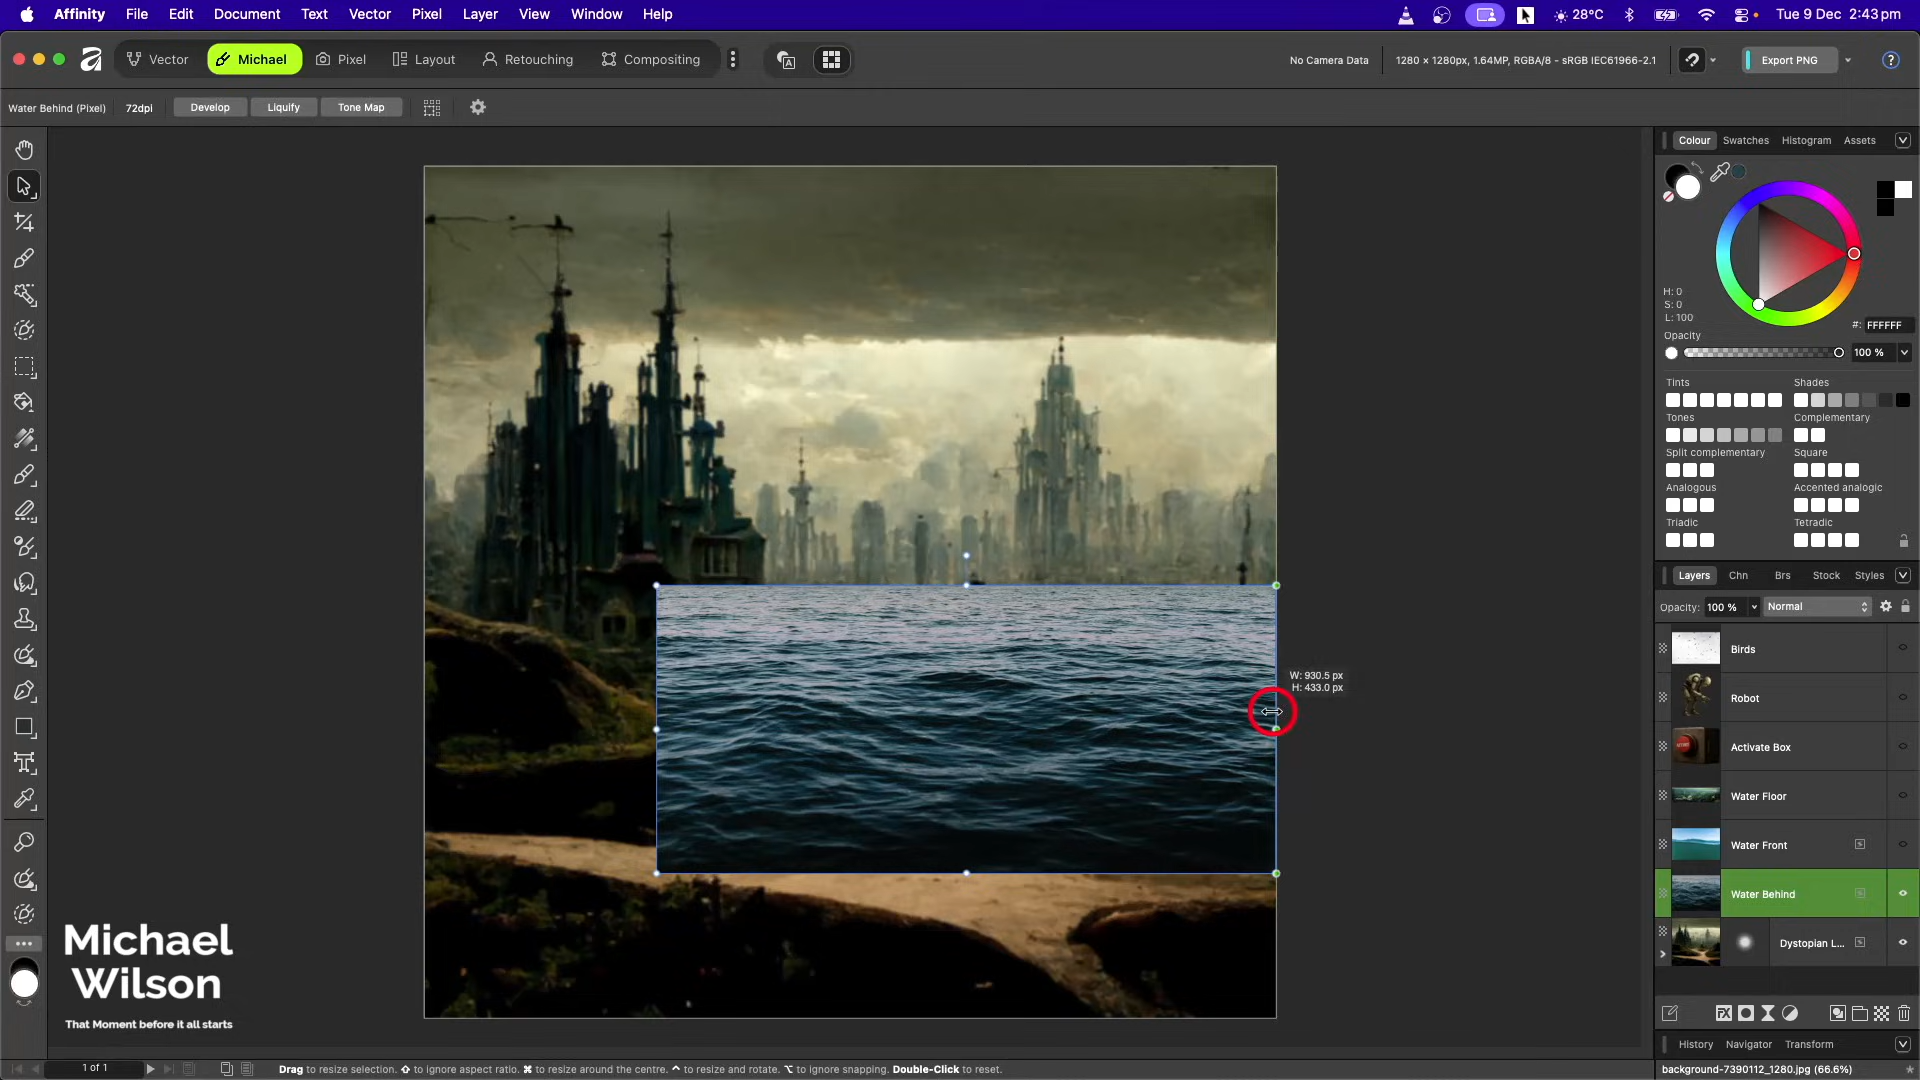 Affinity File Edit Document Text Vector Pixel Layer View Window Help 28°C Tue 9 Dec 2:43 pm
Vector Michael Pixel Layout Retouching Compositing No Camera Data 1280 × 1280px, 1.64MP, RGBA/8 - sRGB IEC61966-2.1 Export PNG ?
Water Behind (Pixel) 72dpi Develop Liquify Tone Map
Colour Swatches Histogram Assets
H: 0
S: 0
L: 100
#: FFFFFF
Opacity
100 %
Tints Shades
Tones Complementary
Split complementary Square
Analogous Accented analogic
Triadic Tetradic
Layers Chn Brs Stock Styles
Opacity: 100 % Normal
Birds
W: 930.5 px
H: 433.0 px
Robot
Activate Box
Water Floor
Water Front
Water Behind
Dystopian L...
Michael
Wilson
That Moment before it all starts
FX
History Navigator Transform
1 of 1 Drag to resize selection. ⇧ to ignore aspect ratio. ⌘ to resize around the centre. ⌃ to resize and rotate. ⌥ to ignore snapping. Double-Click to reset. background-7390112_1280.jpg (66.6%)